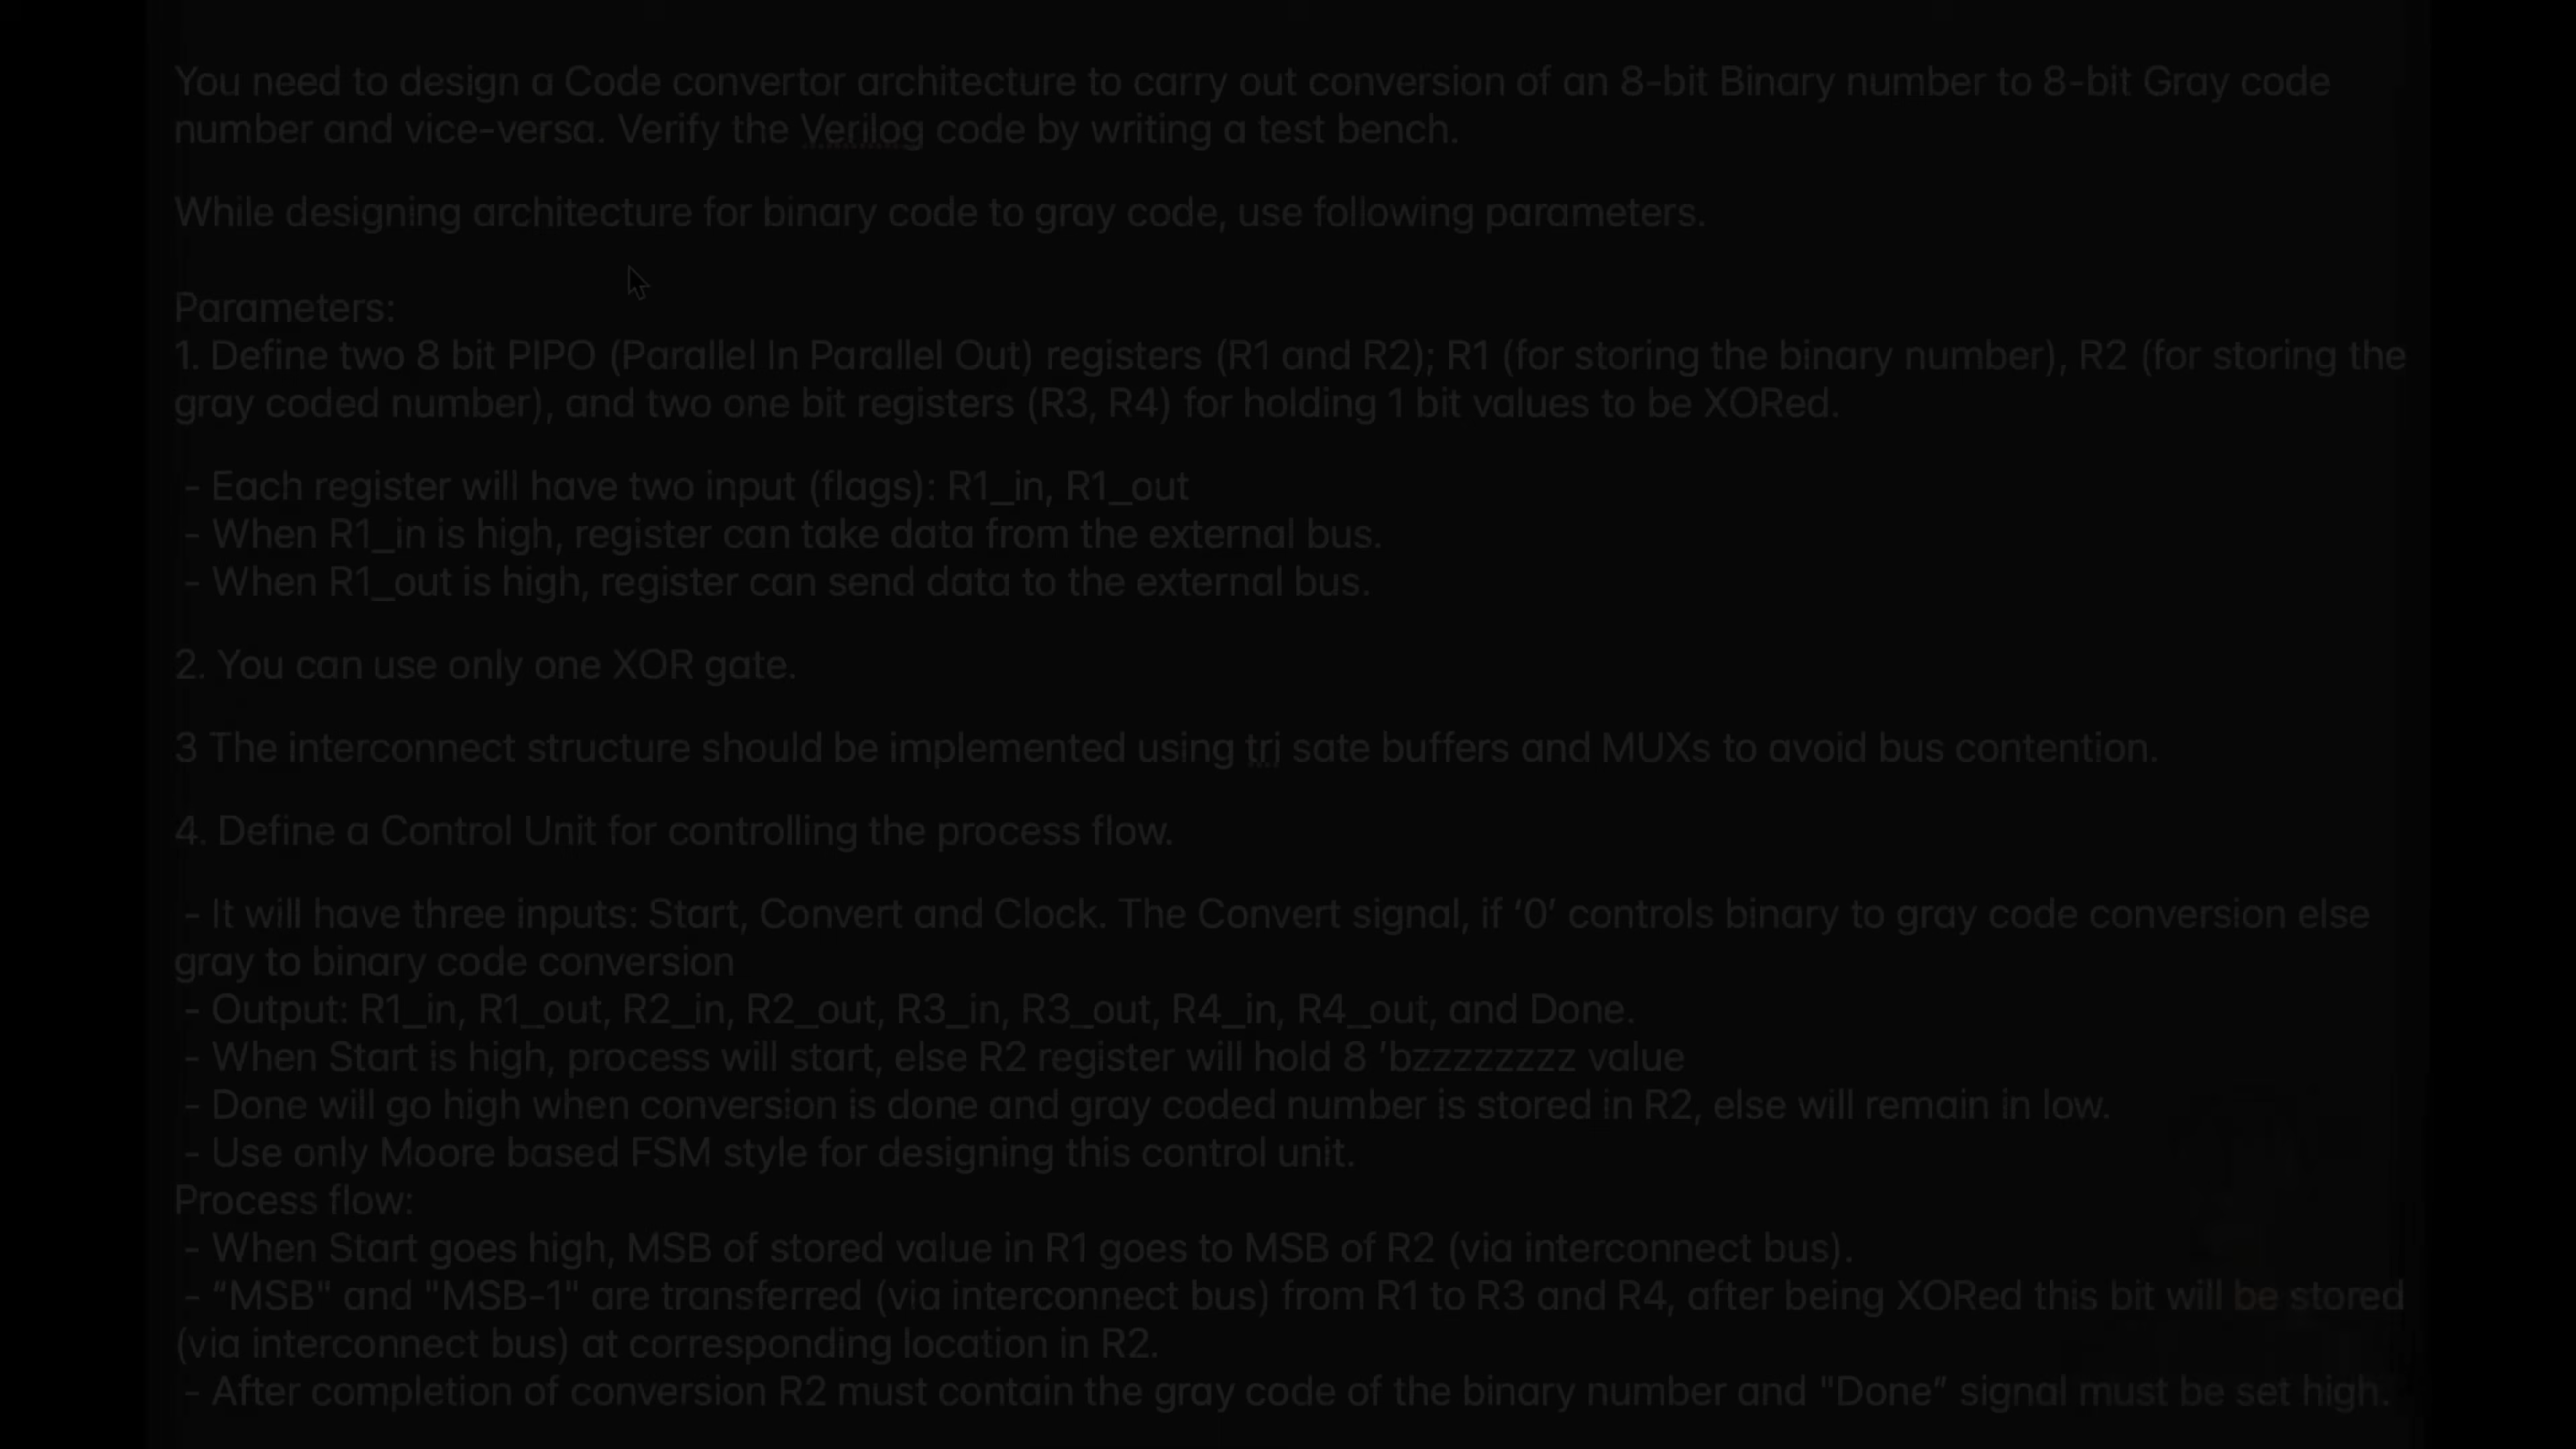 You need to design a Code convertor architecture to carry out conversion of an 8-bit Binary number to 8-bit Gray code
number and vice-versa. Verify the Verilog code by writing a test bench.
While designing architecture for binary code to gray code, use following parameters.
Parameters:
1. Define two 8 bit PIPO (Parallel In Parallel Out) registers (R1 and R2); R1 (for storing the binary number), R2 (for storing the
gray coded number), and two one bit registers (R3, R4) for holding 1 bit values to be XORed.
- Each register will have two input (flags): R1_in, R1_out
- When R1_in is high, register can take data from the external bus.
- When R1_out is high, register can send data to the external bus.
2. You can use only one XOR gate.
3 The interconnect structure should be implemented using tri sate buffers and MUXs to avoid bus contention.
4. Define a Control Unit for controlling the process flow.
- It will have three inputs: Start, Convert and Clock. The Convert signal, if ‘0’ controls binary to gray code conversion else
gray to binary code conversion
- Output: R1_in, R1_out, R2_in, R2_out, R3_in, R3_out, R4_in, R4_out, and Done.
- When Start is high, process will start, else R2 register will hold 8 ’bzzzzzzzz value
- Done will go high when conversion is done and gray coded number is stored in R2, else will remain in low.
- Use only Moore based FSM style for designing this control unit.
Process flow:
- When Start goes high, MSB of stored value in R1 goes to MSB of R2 (via interconnect bus).
- “MSB" and "MSB-1" are transferred (via interconnect bus) from R1 to R3 and R4, after being XORed this bit will be stored
(via interconnect bus) at corresponding location in R2.
- After completion of conversion R2 must contain the gray code of the binary number and "Done” signal must be set high.